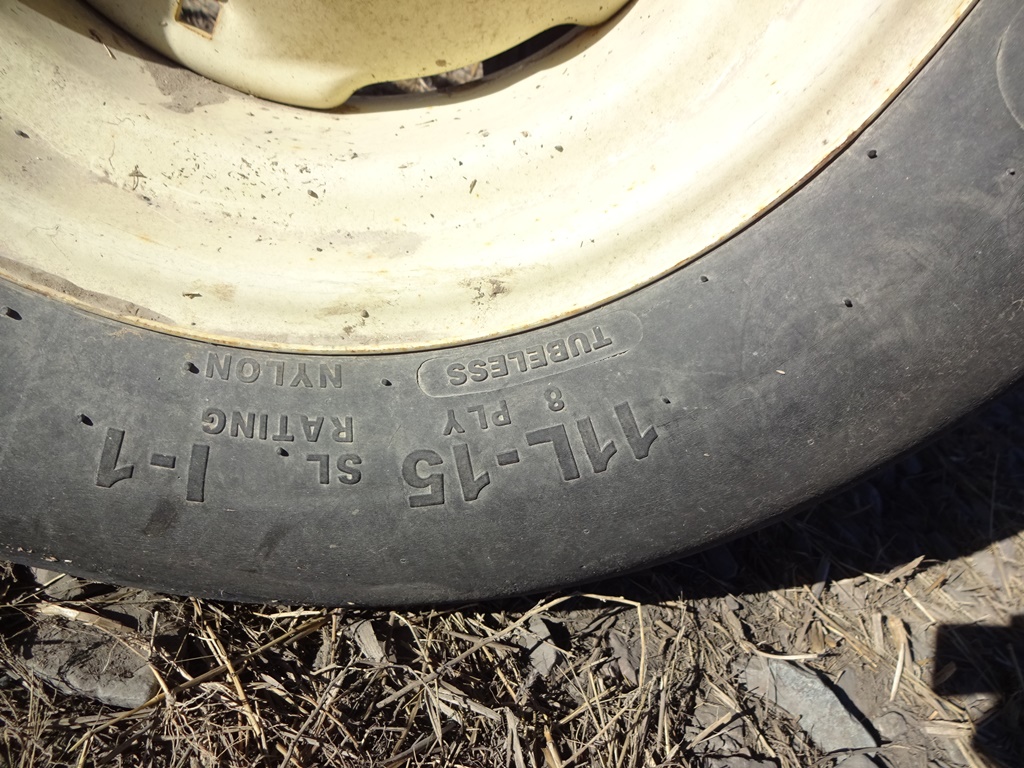 11L-15 SL I-1
8 PLY RATING
TUBELESS NYLON